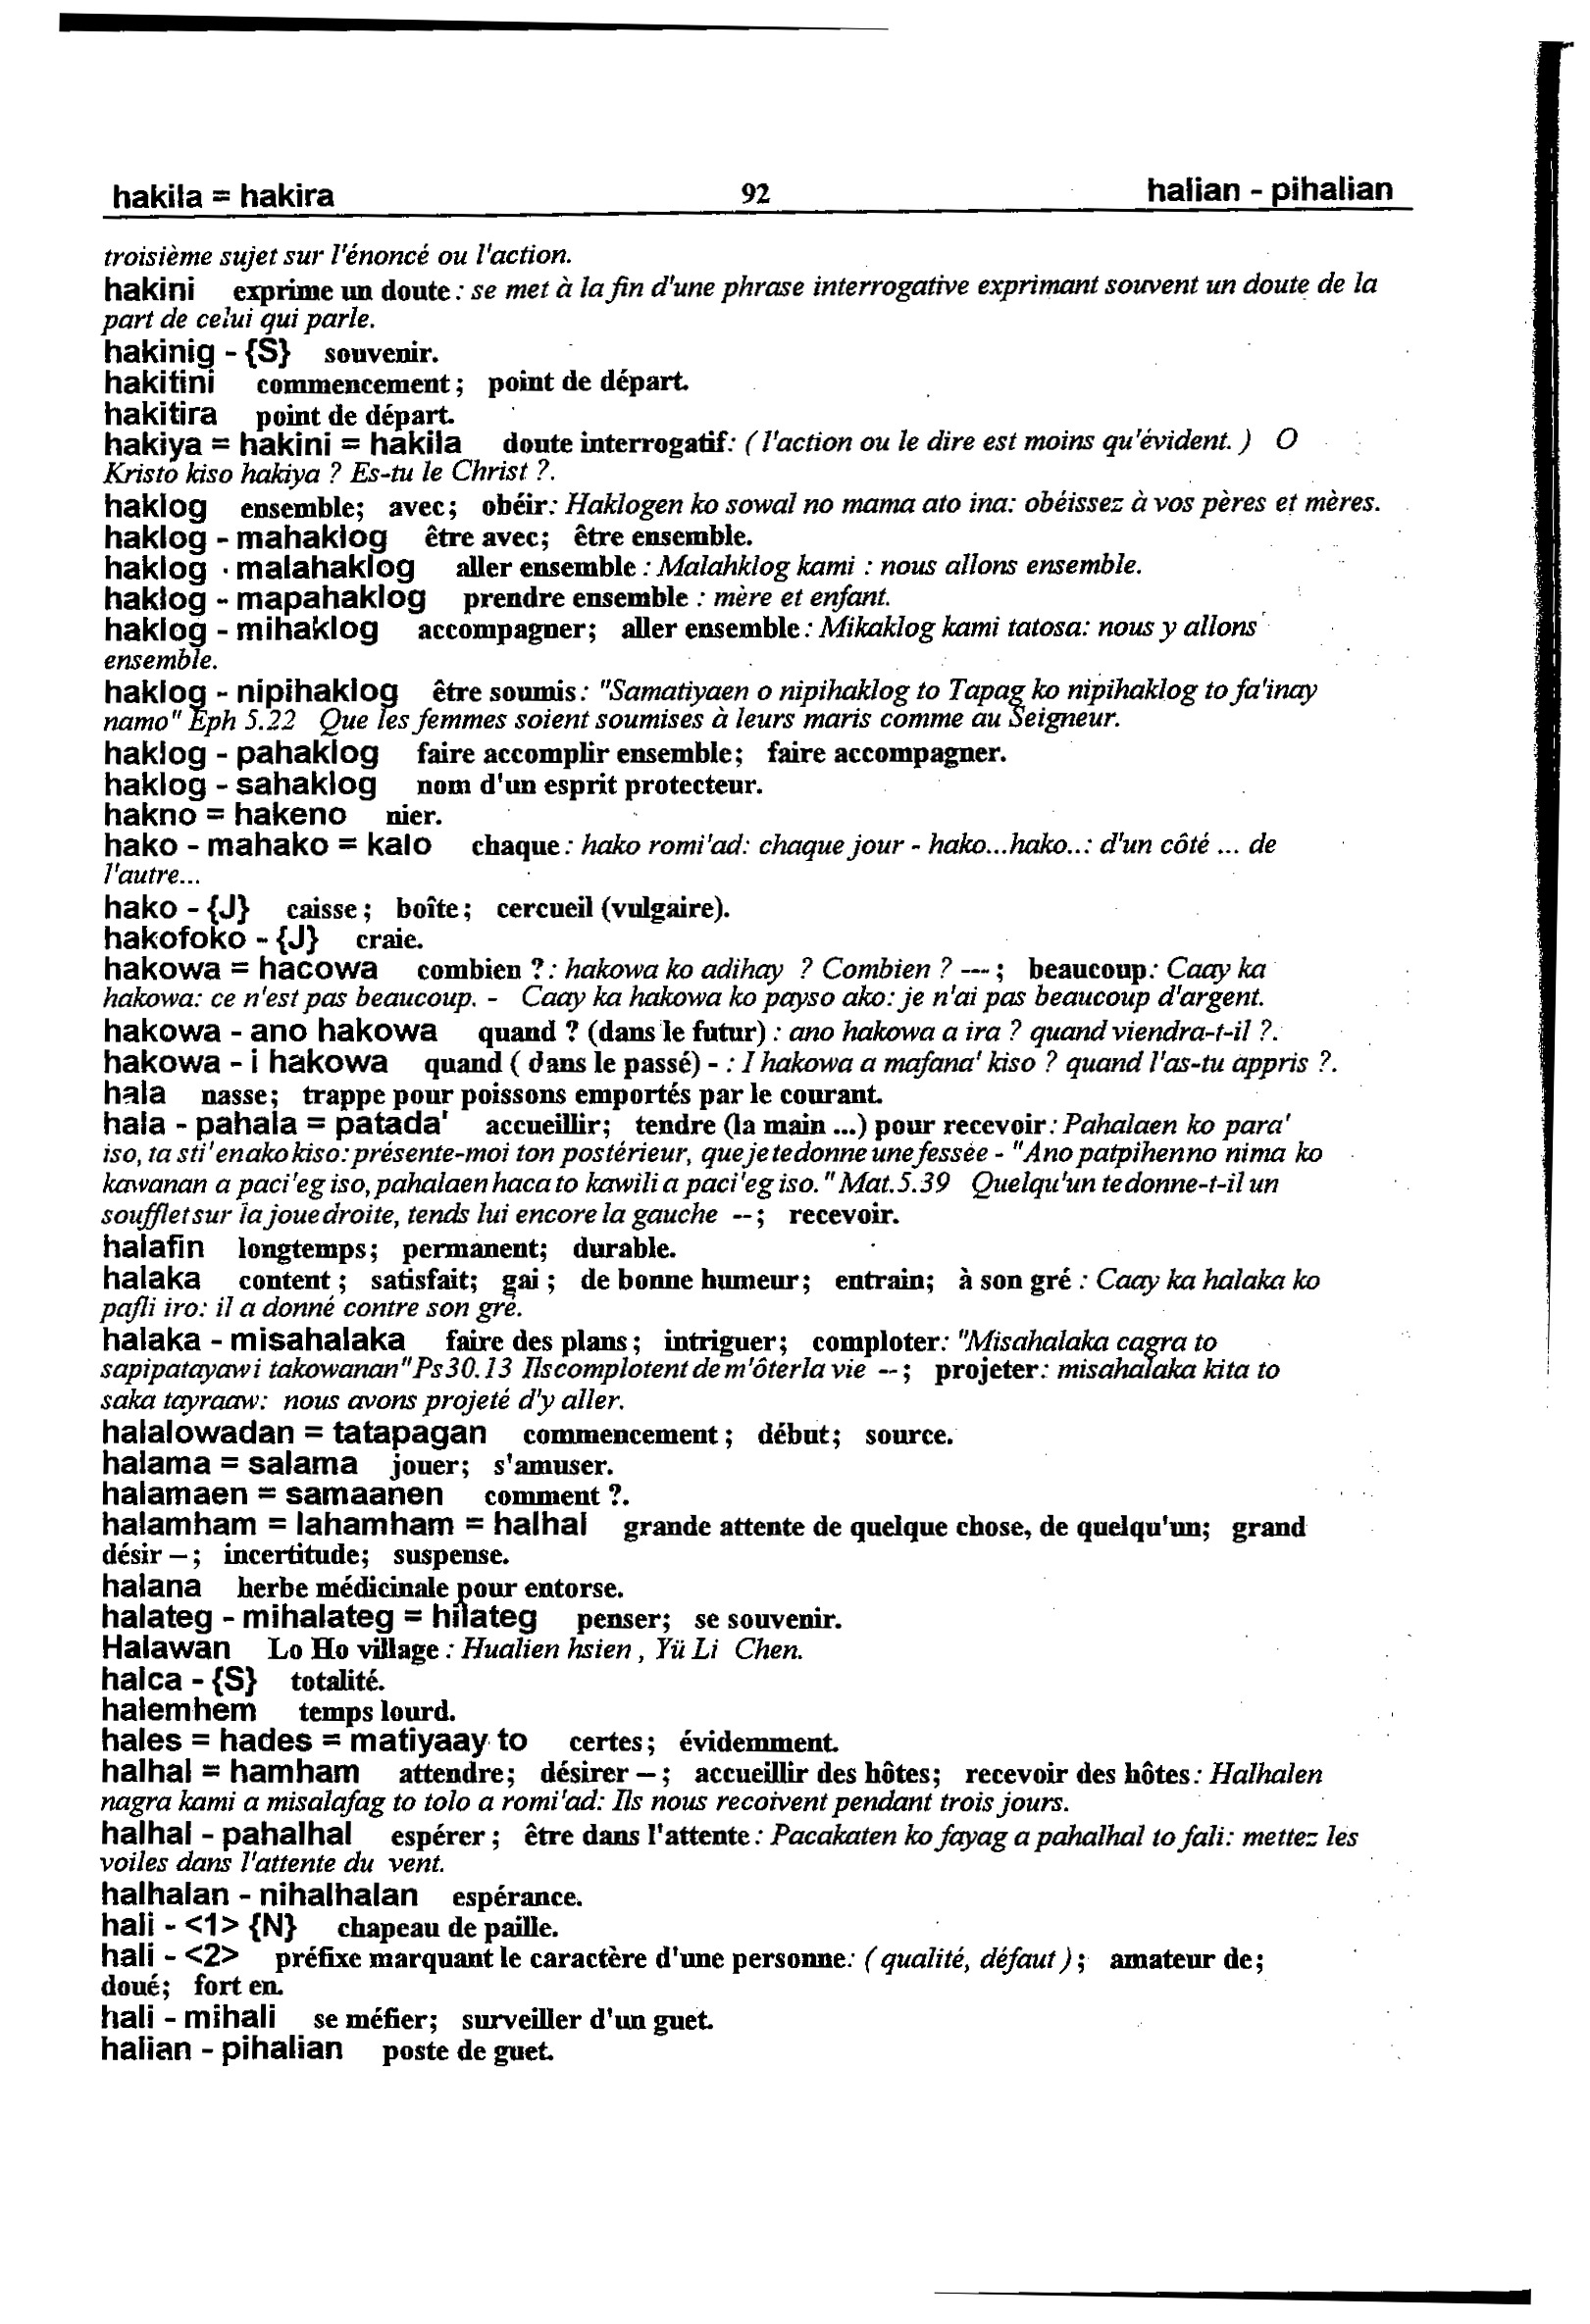 hakila = hakira 92 halian - pihalian
troisième sujet sur l'énoncé ou l'action.
hakini exprime un doute : se met à la fin d'une phrase interrogative exprimant souvent un doute de la
part de celui qui parle.
hakinig - {S} souvenir.
hakitini commencement ; point de départ.
hakitira point de départ.
hakiya = hakini = hakila doute interrogatif: ( l'action ou le dire est moins qu'évident. ) O
Kristo kiso hakiya ? Es-tu le Christ ?.
haklog ensemble; avec ; obéir: Haklogen ko sowal no mama ato ina: obéissez à vos pères et mères.
haklog - mahaklog être avec; être ensemble.
haklog - malahaklog aller ensemble : Malahklog kami : nous allons ensemble.
haklog - mapahaklog prendre ensemble : mère et enfant.
haklog - mihaklog accompagner; aller ensemble : Mikaklog kami tatosa: nous y allons
ensemble.
haklog - nipihaklog être soumis : "Samatiyaen o nipihaklog to Tapag ko nipihaklog to fa'inay
namo" Eph 5.22 Que les femmes soient soumises à leurs maris comme au Seigneur.
haklog - pahaklog faire accomplir ensemble ; faire accompagner.
haklog - sahaklog nom d'un esprit protecteur.
hakno = hakeno nier.
hako - mahako = kalo chaque : hako romi'ad: chaque jour - hako...hako..: d'un côté ... de
l'autre...
hako - {J} caisse ; boîte ; cercueil (vulgaire).
hakofoko - {J} craie.
hakowa = hacowa combien ? : hakowa ko adihay ? Combien ? --- ; beaucoup: Caay ka
hakowa: ce n'est pas beaucoup. - Caay ka hakowa ko payso ako: je n'ai pas beaucoup d'argent.
hakowa - ano hakowa quand ? (dans le futur) : ano hakowa a ira ? quand viendra-t-il ?.
hakowa - i hakowa quand ( dans le passé) - : I hakowa a mafana' kiso ? quand l'as-tu appris ?.
hala nasse; trappe pour poissons emportés par le courant.
hala - pahala = patada' accueillir; tendre (la main ...) pour recevoir: Pahalaen ko para'
iso, ta sti'en ako kiso: présente-moi ton postérieur, que je te donne une fessée - "Ano patpihen no nima ko
kawanan a paci'eg iso, pahalaen haca to kawili a paci'eg iso." Mat.5.39 Quelqu'un te donne-t-il un
soufflet sur la joue droite, tends lui encore la gauche -- ; recevoir.
halafin longtemps; permanent; durable.
halaka content ; satisfait; gai ; de bonne humeur; entrain; à son gré : Caay ka halaka ko
pafli iro: il a donné contre son gré.
halaka - misahalaka faire des plans ; intriguer; comploter: "Misahalaka cagra to
sapipatayaw i takowanan" Ps 30.13 Ils complotent de m'ôter la vie -- ; projeter: misahalaka kita to
saka tayraaw: nous avons projeté d'y aller.
halalowadan = tatapagan commencement ; début; source.
halama = salama jouer; s'amuser.
halamaen = samaanen comment ?.
halamham = lahamham = halhal grande attente de quelque chose, de quelqu'un; grand
désir – ; incertitude; suspense.
halana herbe médicinale pour entorse.
halateg - mihalateg = hilateg penser; se souvenir.
Halawan Lo Ho village : Hualien hsien , Yü Li Chen.
halca - {S} totalité.
halemhem temps lourd.
hales = hades = matiyaay to certes ; évidemment.
halhal = hamham attendre; désirer – ; accueillir des hôtes; recevoir des hôtes: Halhalen
nagra kami a misalafag to tolo a romi'ad: Ils nous recoivent pendant trois jours.
halhal - pahalhal espérer ; être dans l'attente : Pacakaten ko fayag a pahalhal to fali: mettez les
voiles dans l'attente du vent.
halhalan - nihalhalan espérance.
hali - <1> {N} chapeau de paille.
hali - <2> préfixe marquant le caractère d'une personne: ( qualité, défaut ) ; amateur de ;
doué; fort en.
hali - mihali se méfier; surveiller d'un guet.
halian - pihalian poste de guet.